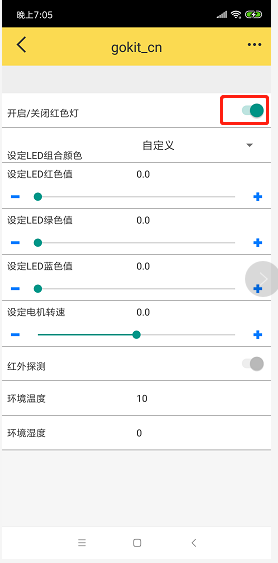 晚上7:05
gokit_cn
开启/关闭红色灯
设定LED组合颜色 自定义
设定LED红色值 0.0
设定LED绿色值 0.0
设定LED蓝色值 0.0
设定电机转速 0.0
红外探测
环境温度 10
环境湿度 0